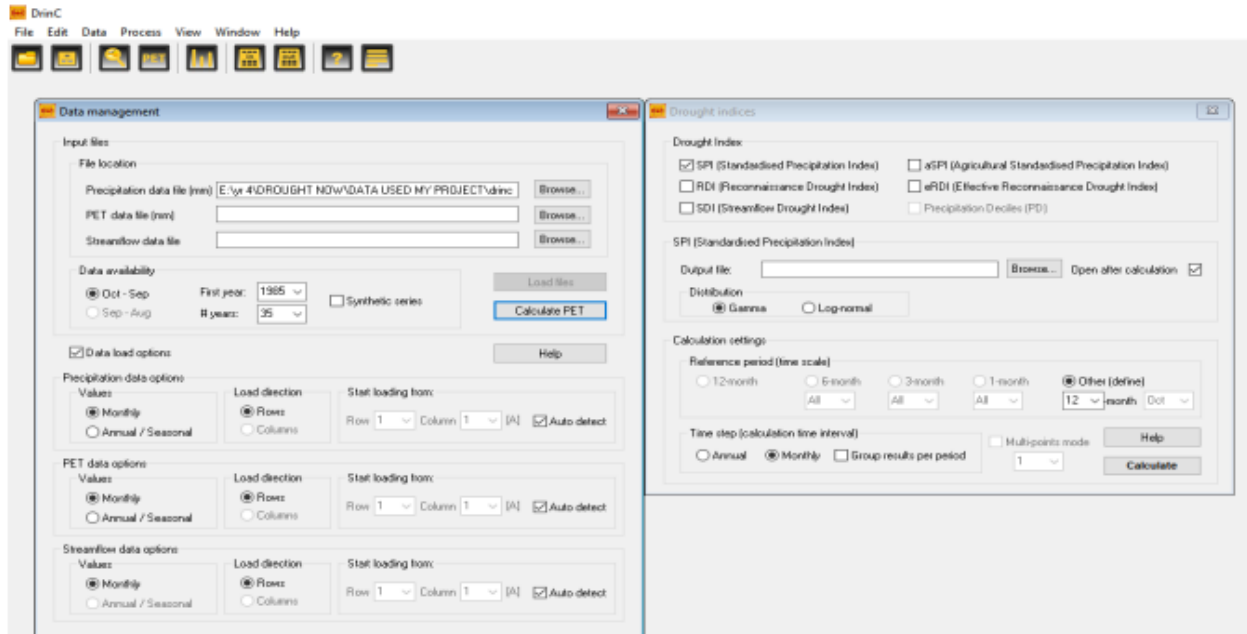 DrinC
File Edit Data Process View Window Help
PET
Data management
Input files
File location
Precipitation data file (mm) E:\yr 4\DROUGHT NOW\DATA USED MY PROJECT\drinc Browse...
PET data file (mm) Browse...
Streamflow data file Browse...
Data availability
Oct - Sep
Sep - Aug
First year: 1985
# years: 35
Synthetic series
Load files
Calculate PET
Data load options
Help
Precipitation data options
Values
Monthly
Annual / Seasonal
Load direction
Rows
Columns
Start loading from:
Row 1 Column 1 [A] Auto detect
PET data options
Values
Monthly
Annual / Seasonal
Load direction
Rows
Columns
Start loading from:
Row 1 Column 1 [A] Auto detect
Streamflow data options
Values
Monthly
Annual / Seasonal
Load direction
Rows
Columns
Start loading from:
Row 1 Column 1 [A] Auto detect
Drought indices
Drought Index
SPI (Standardised Precipitation Index) aSPI (Agricultural Standardised Precipitation Index)
RDI (Reconnaissance Drought Index) eRDI (Effective Reconnaissance Drought Index)
SDI (Streamflow Drought Index) Precipitation Deciles (PD)
SPI (Standardised Precipitation Index)
Output file: Browse... Open after calculation
Distribution
Gamma Log-normal
Calculation settings
Reference period (time scale)
12-month 6-month 3-month 1-month Other (define)
All All All 12 -month Oct
Time step (calculation time interval)
Annual Monthly Group results per period
Multi-points mode
1
Help
Calculate